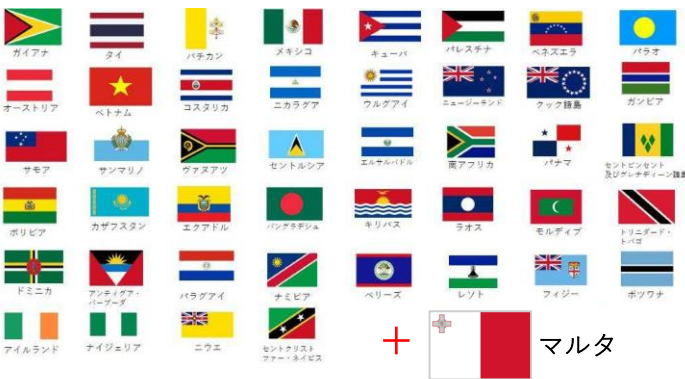 ガイアナ
タイ
バチカン
メキシコ
キューバ
パレスチナ
ベネズエラ
パラオ
オーストリア
ベトナム
コスタリカ
ニカラグア
ウルグアイ
ニュージーランド
クック諸島
ガンビア
サモア
サンマリノ
ヴァヌアツ
セントルシア
エルサルバドル
南アフリカ
パナマ
セントビンセント
及びグレナディーン諸島
ボリビア
カザフスタン
エクアドル
バングラデシュ
キリバス
ラオス
モルディブ
トリニダード・
トバゴ
ドミニカ
アンティグア・
バーブーダ
パラグアイ
ナミビア
ベリーズ
レソト
フィジー
ボツワナ
アイルランド
ナイジェリア
ニウエ
セントクリスト
ファー・ネイビス
+
マルタ